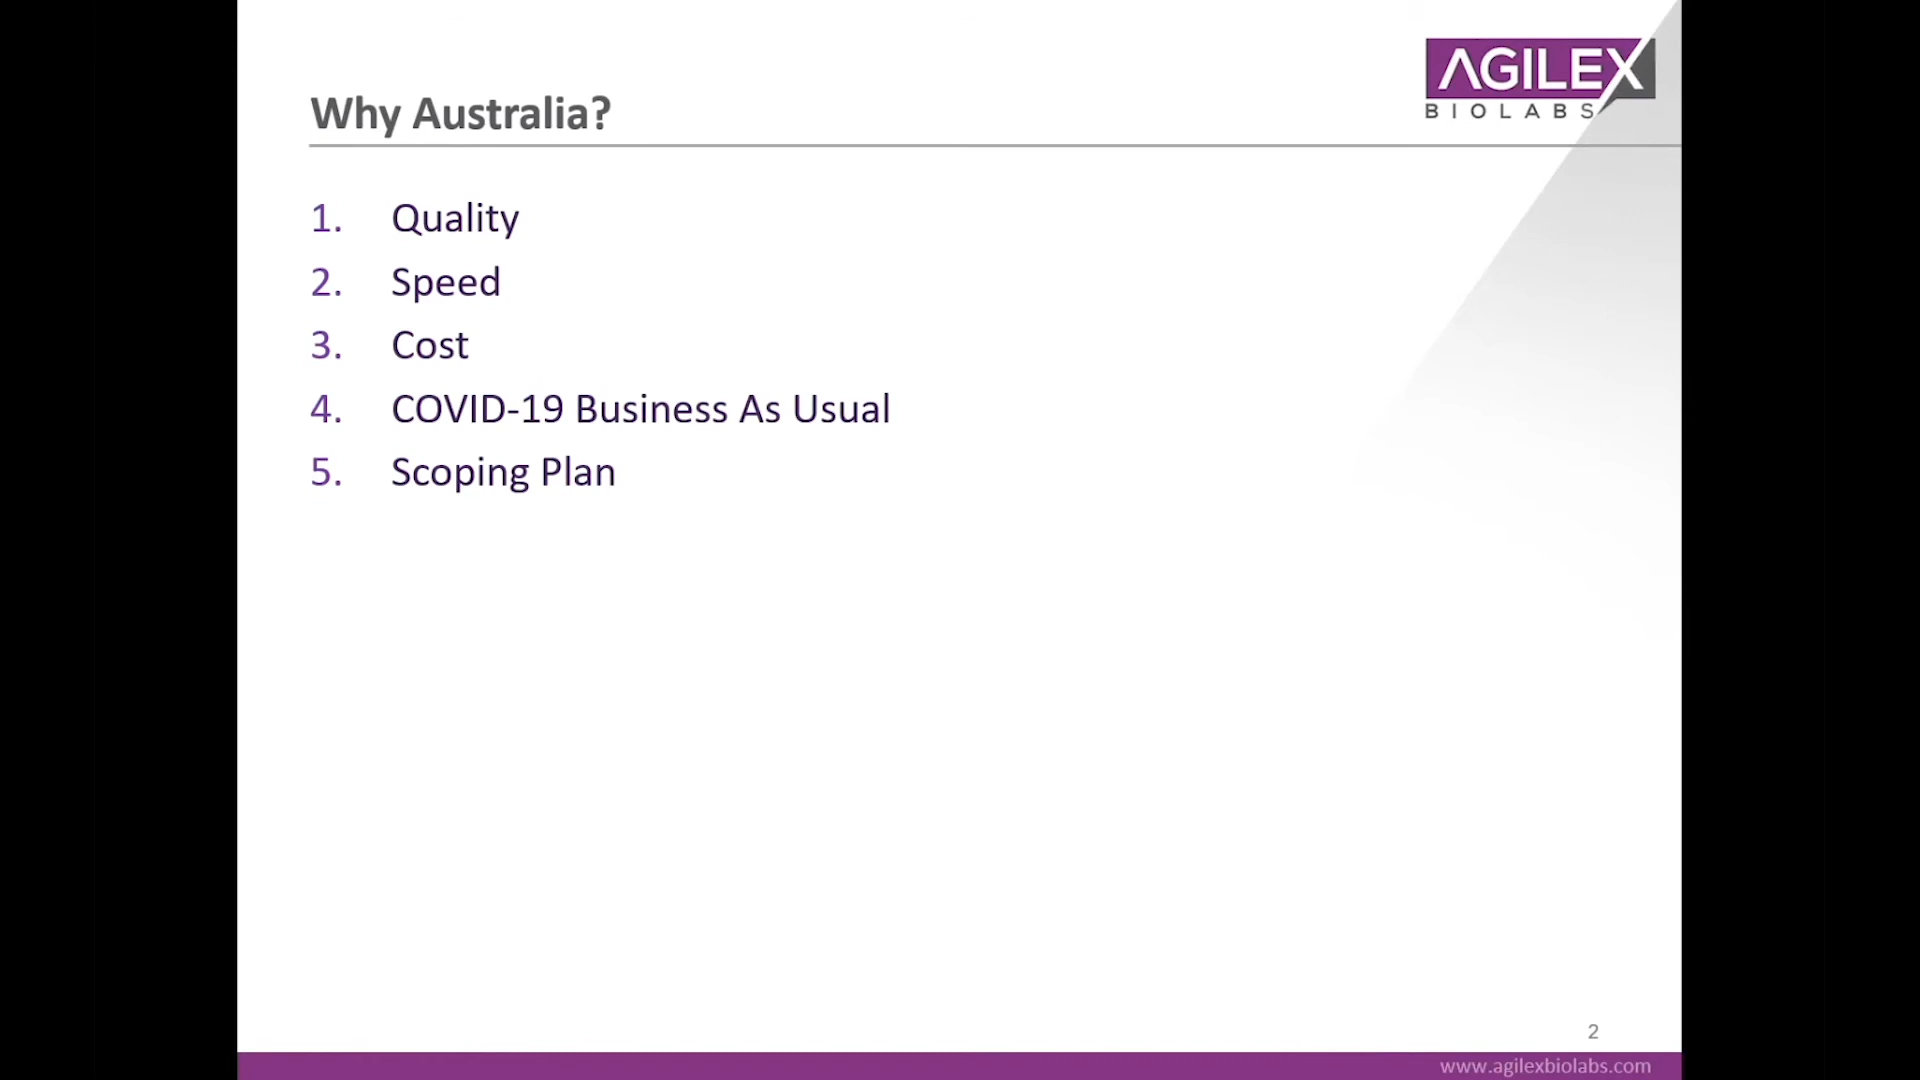 AGILEX
BIOLABS
Why Australia?
1. Quality
2. Speed
3. Cost
4. COVID-19 Business As Usual
5. Scoping Plan
2
www.agilexbiolabs.com